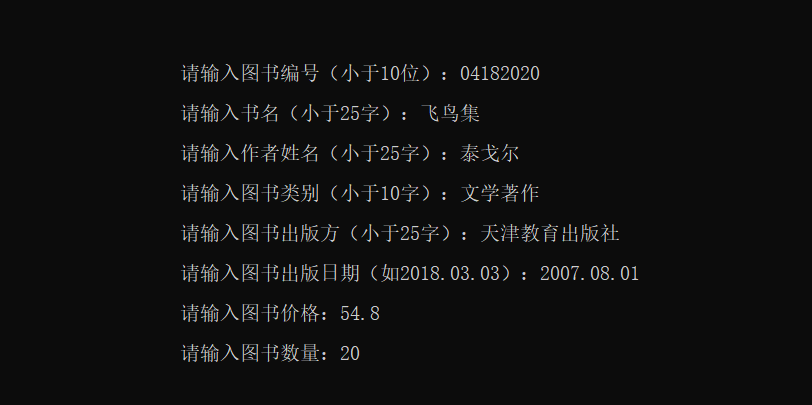 请输入图书编号（小于10位）：04182020
请输入书名（小于25字）：飞鸟集
请输入作者姓名（小于25字）：泰戈尔
请输入图书类别（小于10字）：文学著作
请输入图书出版方（小于25字）：天津教育出版社
请输入图书出版日期（如2018.03.03）：2007.08.01
请输入图书价格：54.8
请输入图书数量：20